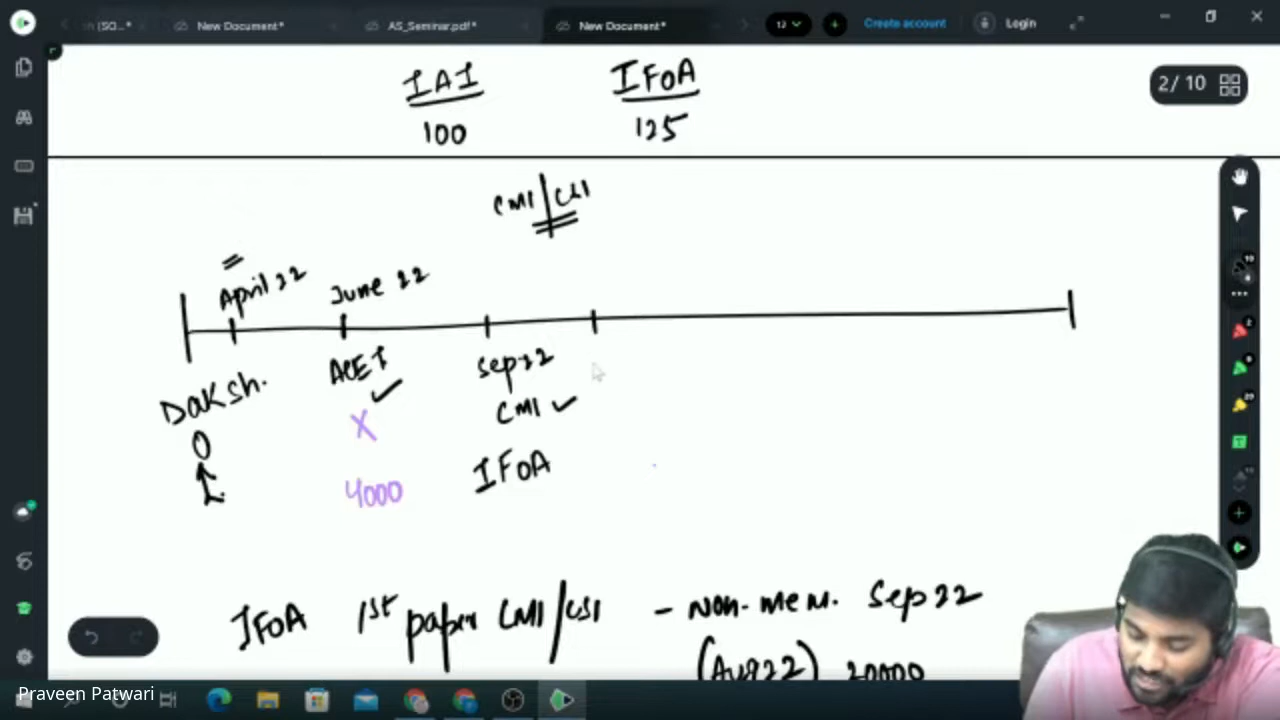 (SO...*
New Document*
AS_Seminar.pdf*
New Document*
12
Create account
Login
2/ 10
IAI IFOA
100 125
CM1/CS1
April 22 June 22
ACET Sep 22
Daksh. CM1
0 X
4000 IFOA
IFOA 1st paper CM1/CS1 - Non-mem. Sep 22
(Aug 22) 20000
Praveen Patwari